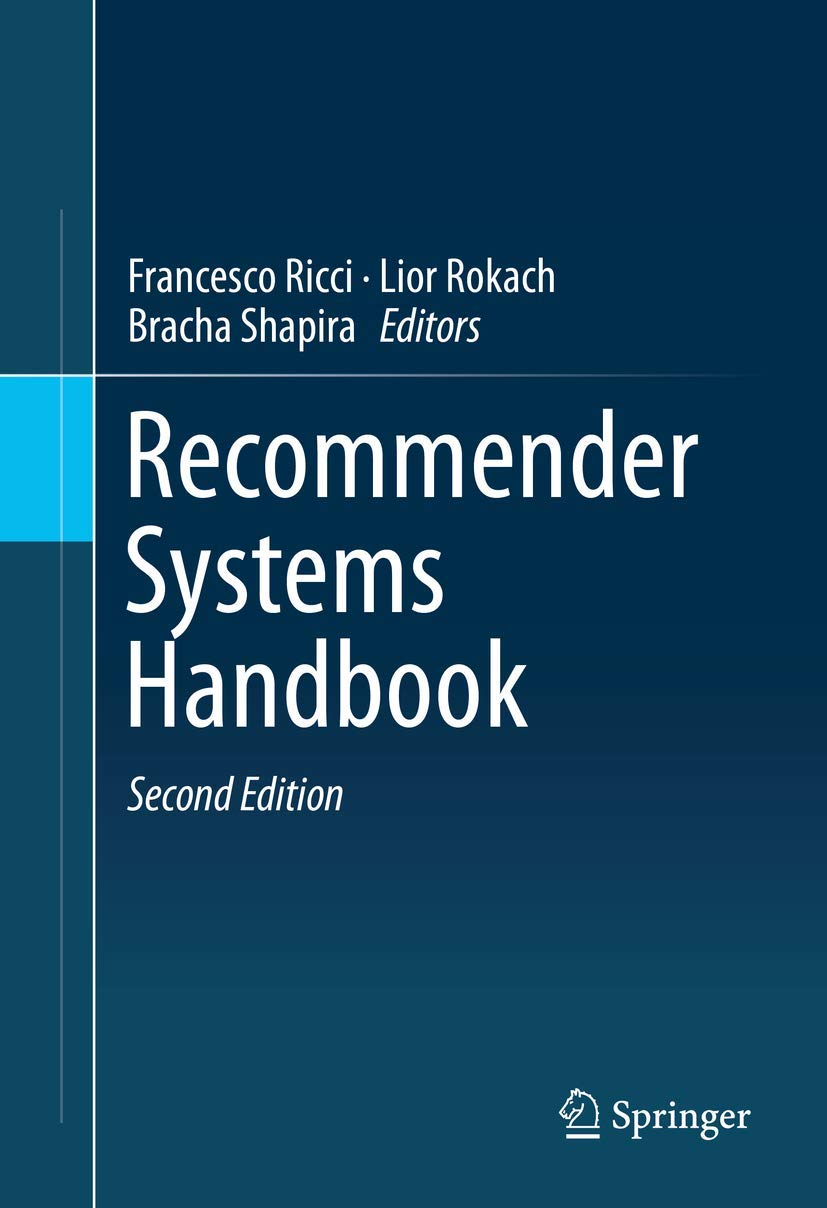 Francesco Ricci · Lior Rokach
Bracha Shapira Editors
Recommender
Systems
Handbook
Second Edition
Springer